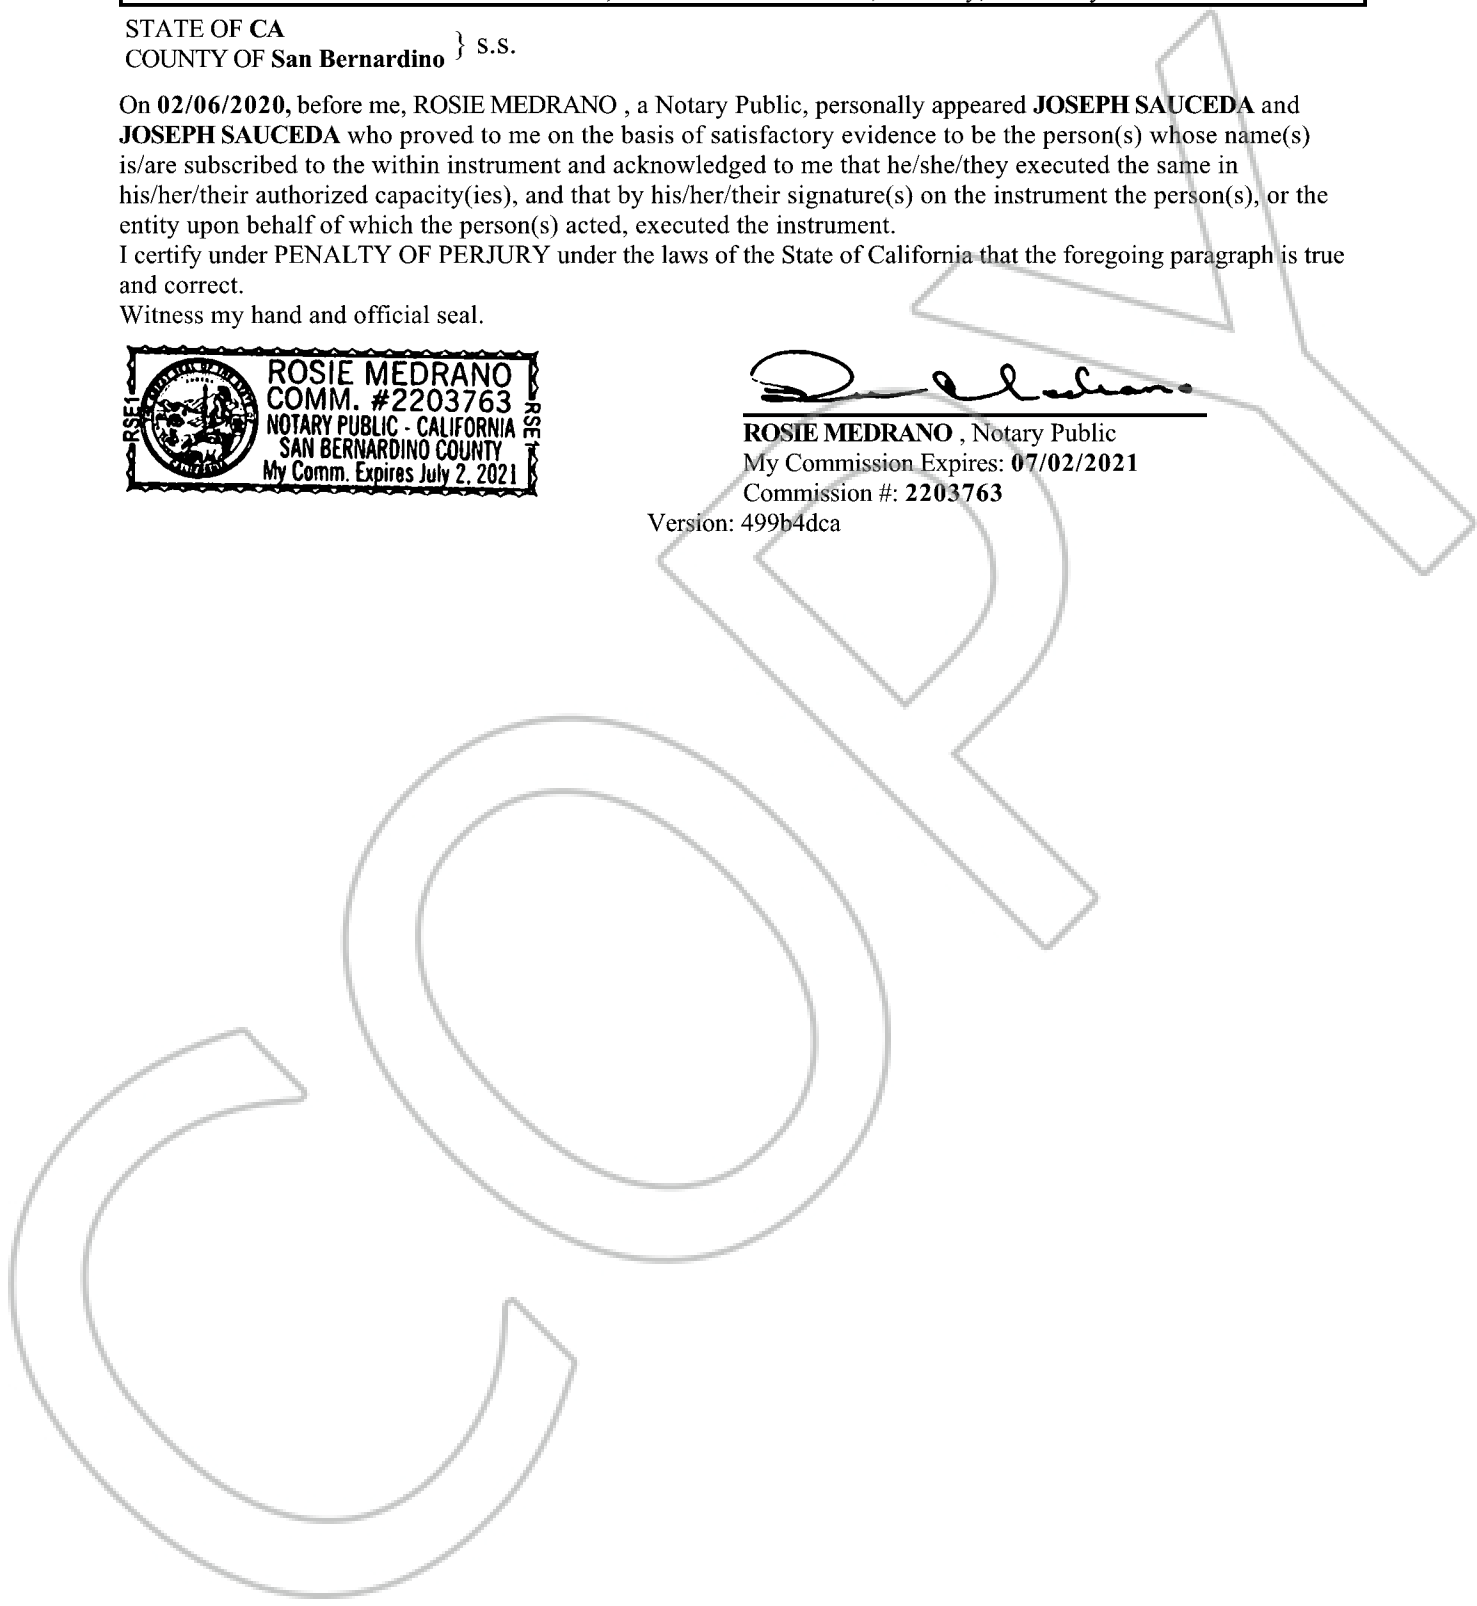 STATE OF CA
COUNTY OF San Bernardino } s.s.
On 02/06/2020, before me, ROSIE MEDRANO , a Notary Public, personally appeared JOSEPH SAUCEDA and
JOSEPH SAUCEDA who proved to me on the basis of satisfactory evidence to be the person(s) whose name(s)
is/are subscribed to the within instrument and acknowledged to me that he/she/they executed the same in
his/her/their authorized capacity(ies), and that by his/her/their signature(s) on the instrument the person(s), or the
entity upon behalf of which the person(s) acted, executed the instrument.
I certify under PENALTY OF PERJURY under the laws of the State of California that the foregoing paragraph is true
and correct.
Witness my hand and official seal.
RSE1
ROSIE MEDRANO
COMM. #2203763
NOTARY PUBLIC - CALIFORNIA
SAN BERNARDINO COUNTY
My Comm. Expires July 2, 2021
RSE1
ROSIE MEDRANO , Notary Public
My Commission Expires: 07/02/2021
Commission #: 2203763
Version: 499b4dca
COPY